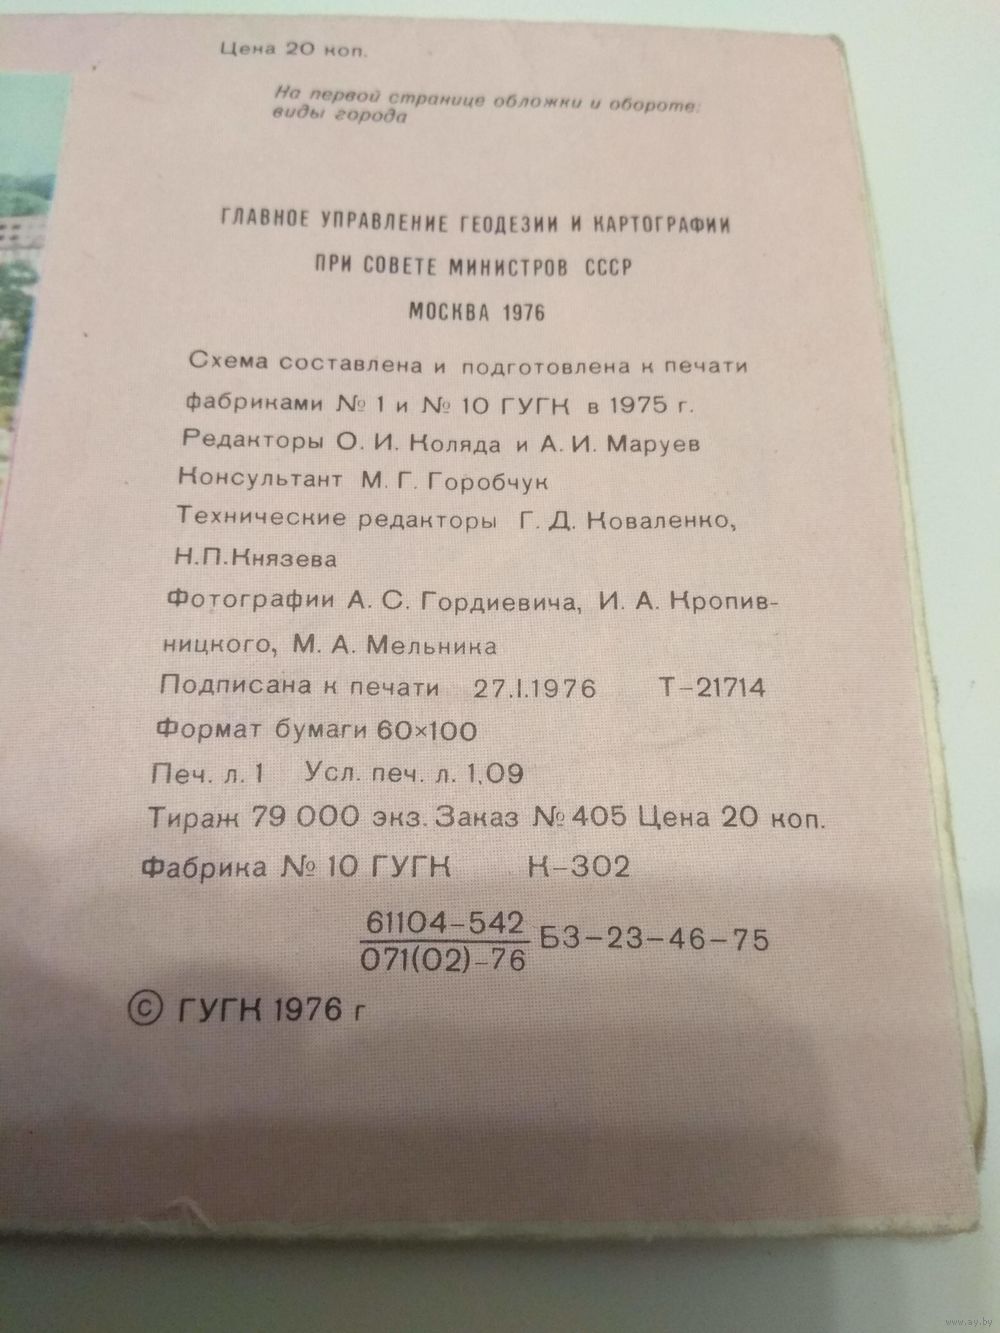 Цена 20 коп.
На первой странице обложки и обороте:
виды города
ГЛАВНОЕ УПРАВЛЕНИЕ ГЕОДЕЗИИ И КАРТОГРАФИИ
ПРИ СОВЕТЕ МИНИСТРОВ СССР
МОСКВА 1976
Схема составлена и подготовлена к печати
фабриками № 1 и № 10 ГУГК в 1975 г.
Редакторы О. И. Коляда и А. И. Маруев
Консультант М. Г. Горобчук
Технические редакторы Г. Д. Коваленко,
Н.П.Князева
Фотографии А. С. Гордиевича, И. А. Кропив-
ницкого, М. А. Мельника
Подписана к печати 27.I.1976 Т-21714
Формат бумаги 60×100
Печ. л. 1 Усл. печ. л. 1,09
Тираж 79 000 экз. Заказ № 405 Цена 20 коп.
Фабрика № 10 ГУГК К-302
61104-542
071(02)-76 БЗ-23-46-75
© ГУГК 1976 г
www.ay.by